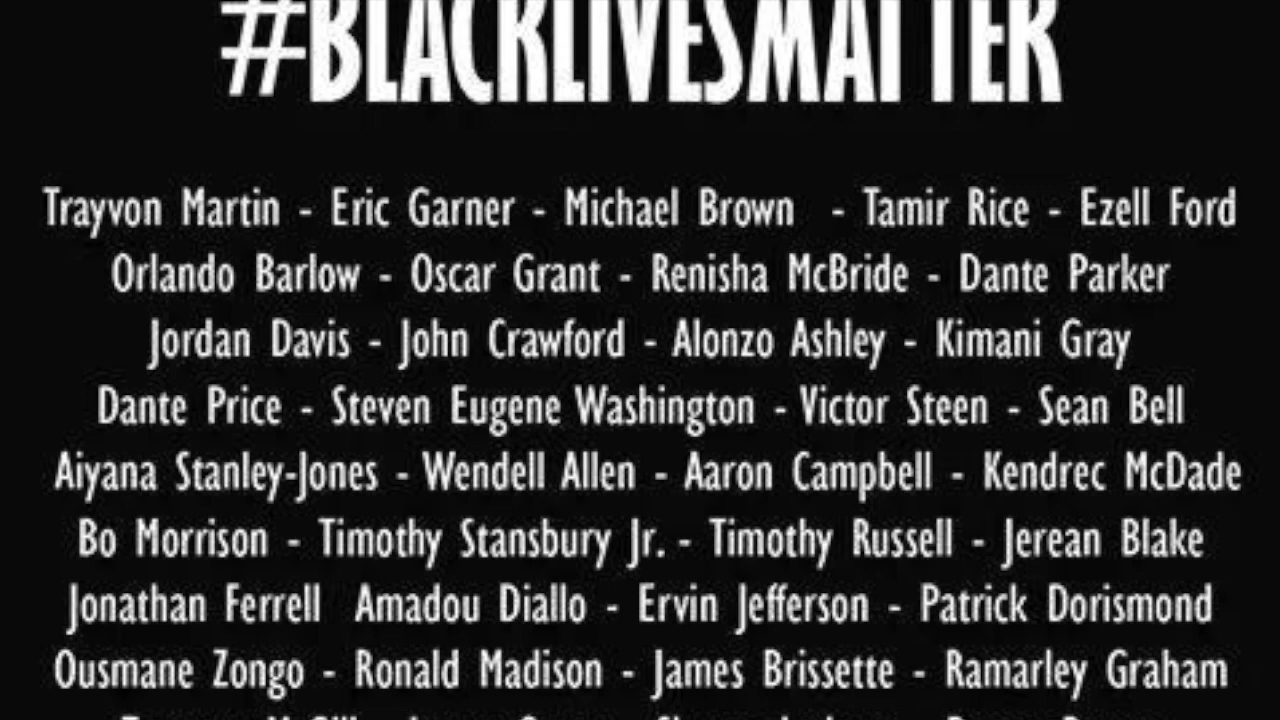 #BLACKLIVESMATTER
Trayvon Martin - Eric Garner - Michael Brown - Tamir Rice - Ezell Ford
Orlando Barlow - Oscar Grant - Renisha McBride - Dante Parker
Jordan Davis - John Crawford - Alonzo Ashley - Kimani Gray
Dante Price - Steven Eugene Washington - Victor Steen - Sean Bell
Aiyana Stanley-Jones - Wendell Allen - Aaron Campbell - Kendrec McDade
Bo Morrison - Timothy Stansbury Jr. - Timothy Russell - Jerean Blake
Jonathan Ferrell Amadou Diallo - Ervin Jefferson - Patrick Dorismond
Ousmane Zongo - Ronald Madison - James Brissette - Ramarley Graham